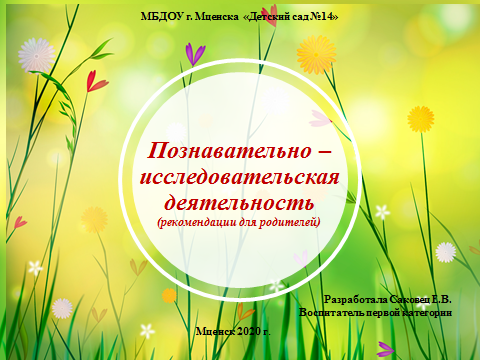 МБДОУ г. Мценска «Детский сад №14»
Познавательно –
исследовательская
деятельность
(рекомендации для родителей)
Разработала Саковец Е.В.
Воспитатель первой категории
Мценск 2020 г.